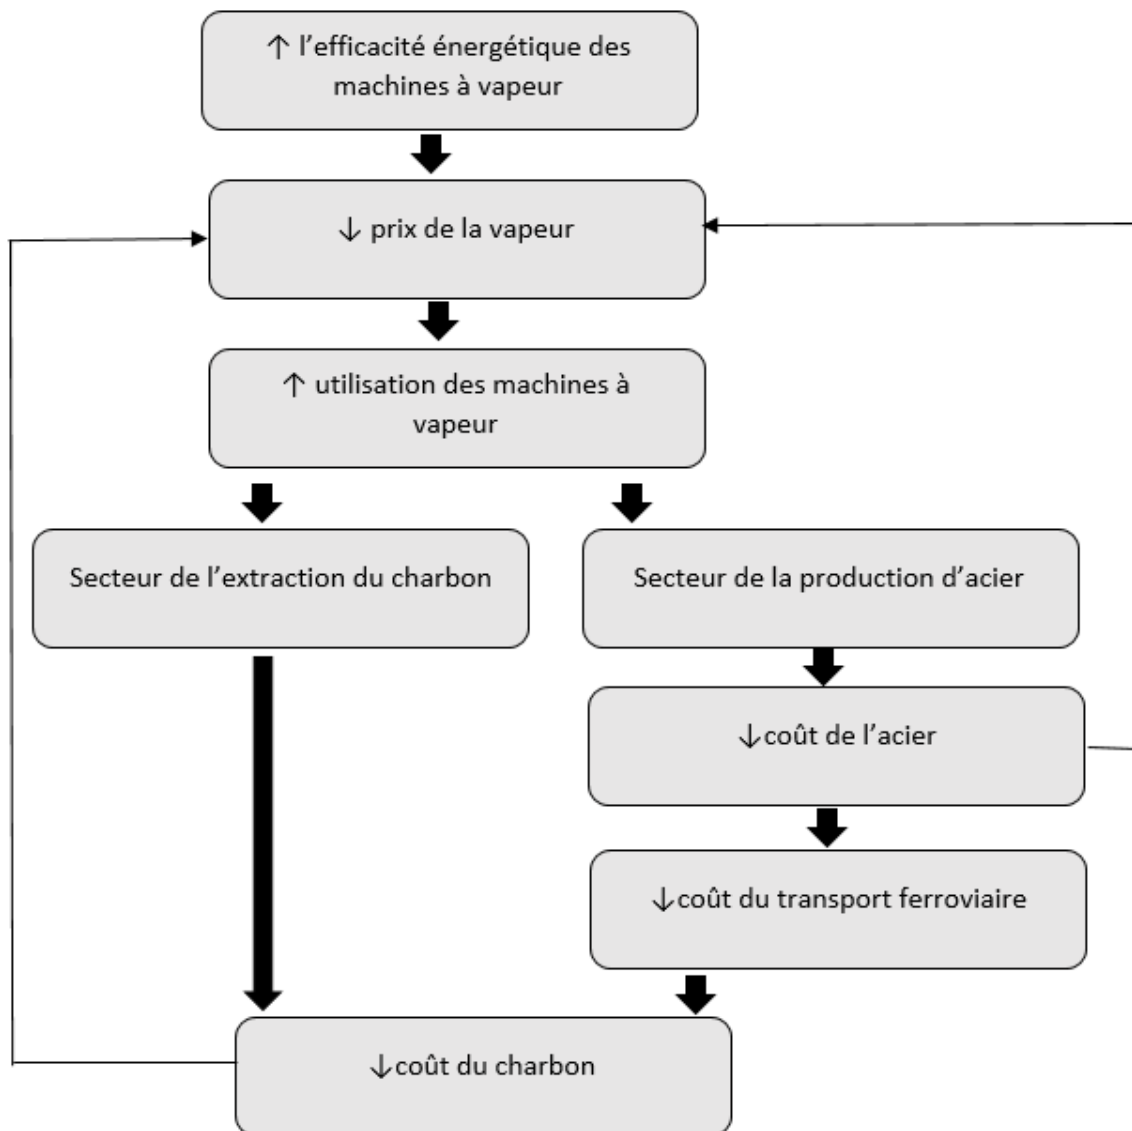 ↑ l’efficacité énergétique des
machines à vapeur
↓ prix de la vapeur
↑ utilisation des machines à
vapeur
Secteur de l’extraction du charbon
Secteur de la production d’acier
↓coût de l’acier
↓coût du transport ferroviaire
↓coût du charbon